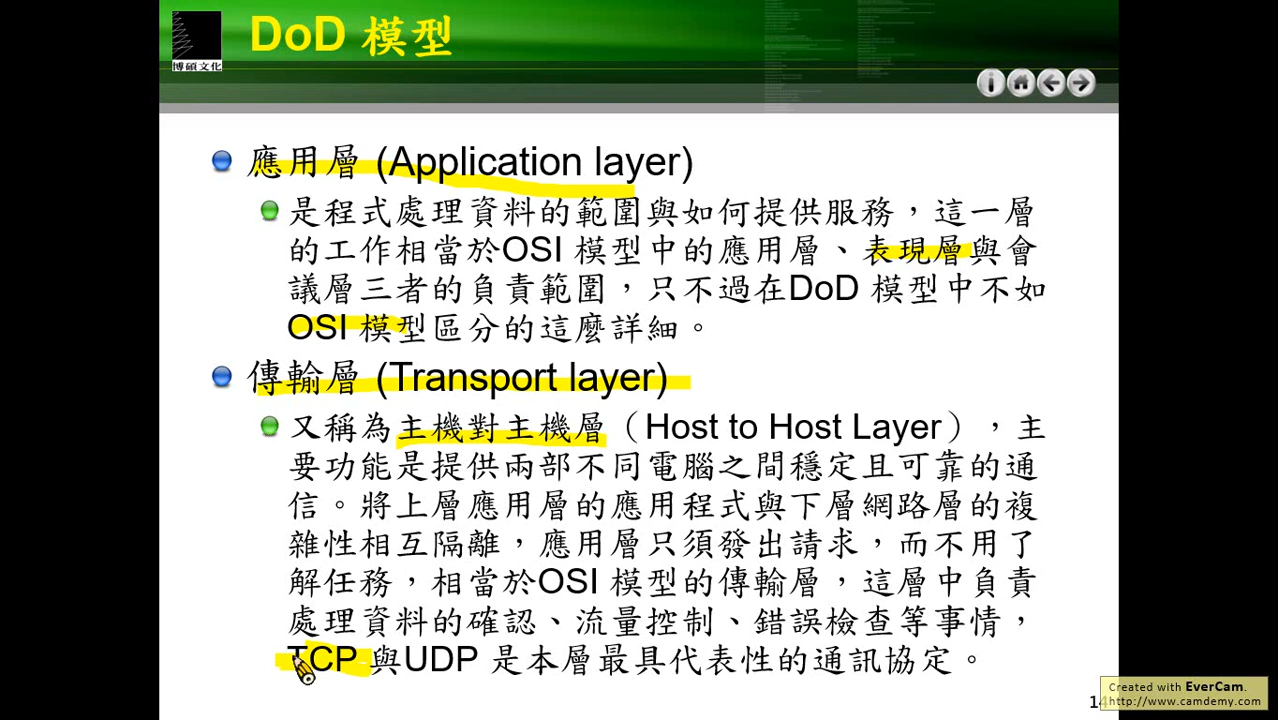 DoD 模型
博碩文化
應用層 (Application layer)
是程式處理資料的範圍與如何提供服務，這一層
的工作相當於OSI 模型中的應用層、表現層與會
議層三者的負責範圍，只不過在DoD 模型中不如
OSI 模型區分的這麼詳細。
傳輸層 (Transport layer)
又稱為主機對主機層（Host to Host Layer），主
要功能是提供兩部不同電腦之間穩定且可靠的通
信。將上層應用層的應用程式與下層網路層的複
雜性相互隔離，應用層只須發出請求，而不用了
解任務，相當於OSI 模型的傳輸層，這層中負責
處理資料的確認、流量控制、錯誤檢查等事情，
TCP 與UDP 是本層最具代表性的通訊協定。
Created with EverCam.
http://www.camdemy.com